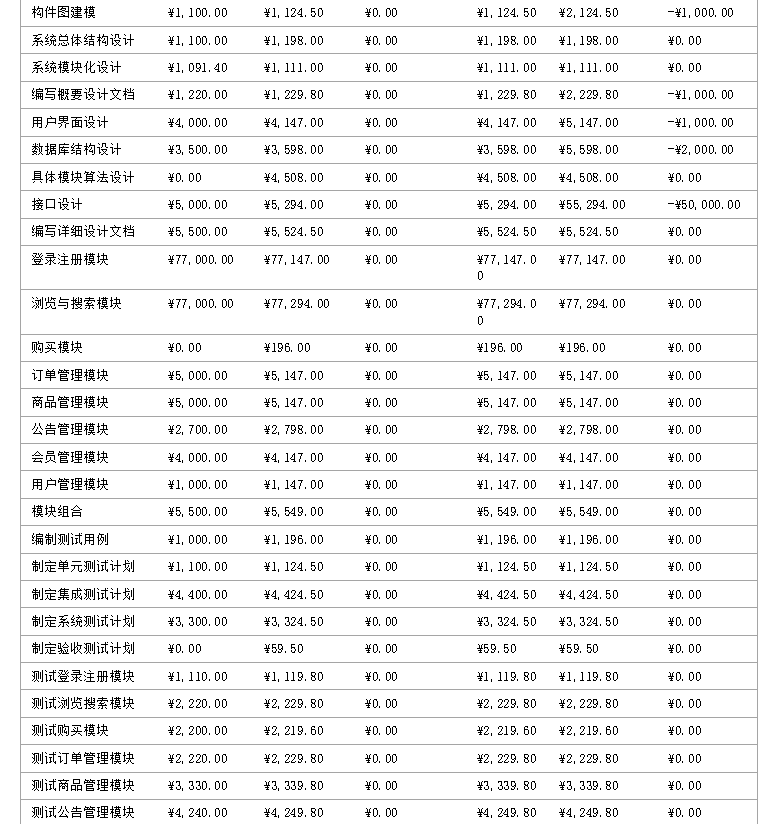 构件图建模 ¥1,100.00 ¥1,124.50 ¥0.00 ¥1,124.50 ¥2,124.50 -¥1,000.00
系统总体结构设计 ¥1,100.00 ¥1,198.00 ¥0.00 ¥1,198.00 ¥1,198.00 ¥0.00
系统模块化设计 ¥1,091.40 ¥1,111.00 ¥0.00 ¥1,111.00 ¥1,111.00 ¥0.00
编写概要设计文档 ¥1,220.00 ¥1,229.80 ¥0.00 ¥1,229.80 ¥2,229.80 -¥1,000.00
用户界面设计 ¥4,000.00 ¥4,147.00 ¥0.00 ¥4,147.00 ¥5,147.00 -¥1,000.00
数据库结构设计 ¥3,500.00 ¥3,598.00 ¥0.00 ¥3,598.00 ¥5,598.00 -¥2,000.00
具体模块算法设计 ¥0.00 ¥4,508.00 ¥0.00 ¥4,508.00 ¥4,508.00 ¥0.00
接口设计 ¥5,000.00 ¥5,294.00 ¥0.00 ¥5,294.00 ¥55,294.00 -¥50,000.00
编写详细设计文档 ¥5,500.00 ¥5,524.50 ¥0.00 ¥5,524.50 ¥5,524.50 ¥0.00
登录注册模块 ¥77,000.00 ¥77,147.00 ¥0.00 ¥77,147.0 ¥77,147.00 ¥0.00
0
浏览与搜索模块 ¥77,000.00 ¥77,294.00 ¥0.00 ¥77,294.0 ¥77,294.00 ¥0.00
0
购买模块 ¥0.00 ¥196.00 ¥0.00 ¥196.00 ¥196.00 ¥0.00
订单管理模块 ¥5,000.00 ¥5,147.00 ¥0.00 ¥5,147.00 ¥5,147.00 ¥0.00
商品管理模块 ¥5,000.00 ¥5,147.00 ¥0.00 ¥5,147.00 ¥5,147.00 ¥0.00
公告管理模块 ¥2,700.00 ¥2,798.00 ¥0.00 ¥2,798.00 ¥2,798.00 ¥0.00
会员管理模块 ¥4,000.00 ¥4,147.00 ¥0.00 ¥4,147.00 ¥4,147.00 ¥0.00
用户管理模块 ¥1,000.00 ¥1,147.00 ¥0.00 ¥1,147.00 ¥1,147.00 ¥0.00
模块组合 ¥5,500.00 ¥5,549.00 ¥0.00 ¥5,549.00 ¥5,549.00 ¥0.00
编制测试用例 ¥1,000.00 ¥1,196.00 ¥0.00 ¥1,196.00 ¥1,196.00 ¥0.00
制定单元测试计划 ¥1,100.00 ¥1,124.50 ¥0.00 ¥1,124.50 ¥1,124.50 ¥0.00
制定集成测试计划 ¥4,400.00 ¥4,424.50 ¥0.00 ¥4,424.50 ¥4,424.50 ¥0.00
制定系统测试计划 ¥3,300.00 ¥3,324.50 ¥0.00 ¥3,324.50 ¥3,324.50 ¥0.00
制定验收测试计划 ¥0.00 ¥59.50 ¥0.00 ¥59.50 ¥59.50 ¥0.00
测试登录注册模块 ¥1,110.00 ¥1,119.80 ¥0.00 ¥1,119.80 ¥1,119.80 ¥0.00
测试浏览搜索模块 ¥2,220.00 ¥2,229.80 ¥0.00 ¥2,229.80 ¥2,229.80 ¥0.00
测试购买模块 ¥2,200.00 ¥2,219.60 ¥0.00 ¥2,219.60 ¥2,219.60 ¥0.00
测试订单管理模块 ¥2,220.00 ¥2,229.80 ¥0.00 ¥2,229.80 ¥2,229.80 ¥0.00
测试商品管理模块 ¥3,330.00 ¥3,339.80 ¥0.00 ¥3,339.80 ¥3,339.80 ¥0.00
测试公告管理模块 ¥4,240.00 ¥4,249.80 ¥0.00 ¥4,249.80 ¥4,249.80 ¥0.00